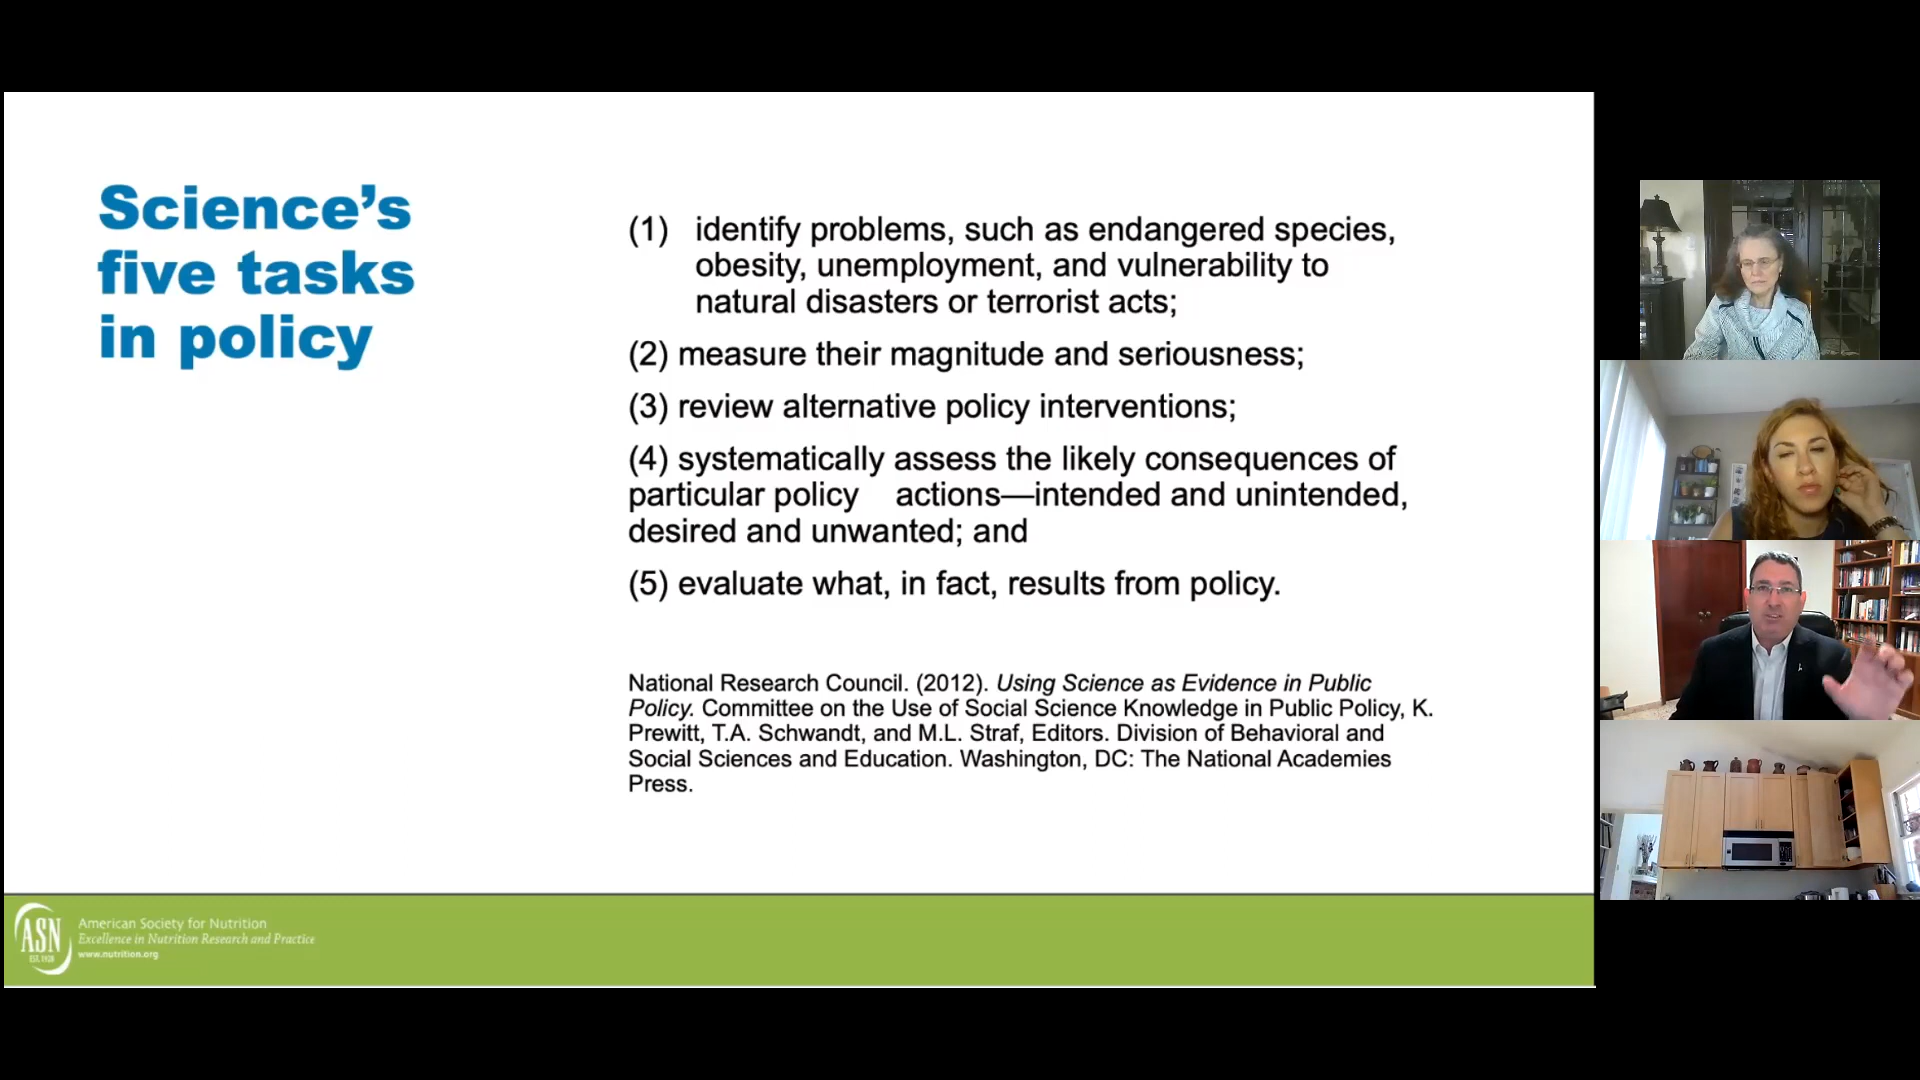 Science’s
five tasks
in policy
(1) identify problems, such as endangered species,
obesity, unemployment, and vulnerability to
natural disasters or terrorist acts;
(2) measure their magnitude and seriousness;
(3) review alternative policy interventions;
(4) systematically assess the likely consequences of
particular policy actions—intended and unintended,
desired and unwanted; and
(5) evaluate what, in fact, results from policy.
National Research Council. (2012). Using Science as Evidence in Public
Policy. Committee on the Use of Social Science Knowledge in Public Policy, K.
Prewitt, T.A. Schwandt, and M.L. Straf, Editors. Division of Behavioral and
Social Sciences and Education. Washington, DC: The National Academies
Press.
ASN
EST. 1928
American Society for Nutrition
Excellence in Nutrition Research and Practice
www.nutrition.org